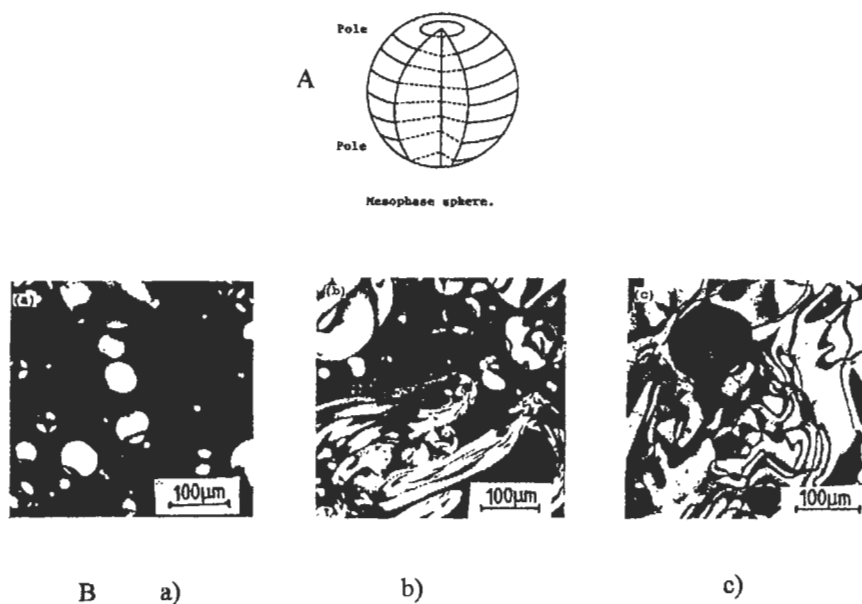 Pole
A
Pole
Mesophase sphere.
(a)
(b)
(c)
100µm
100µm
100µm
B a) b) c)